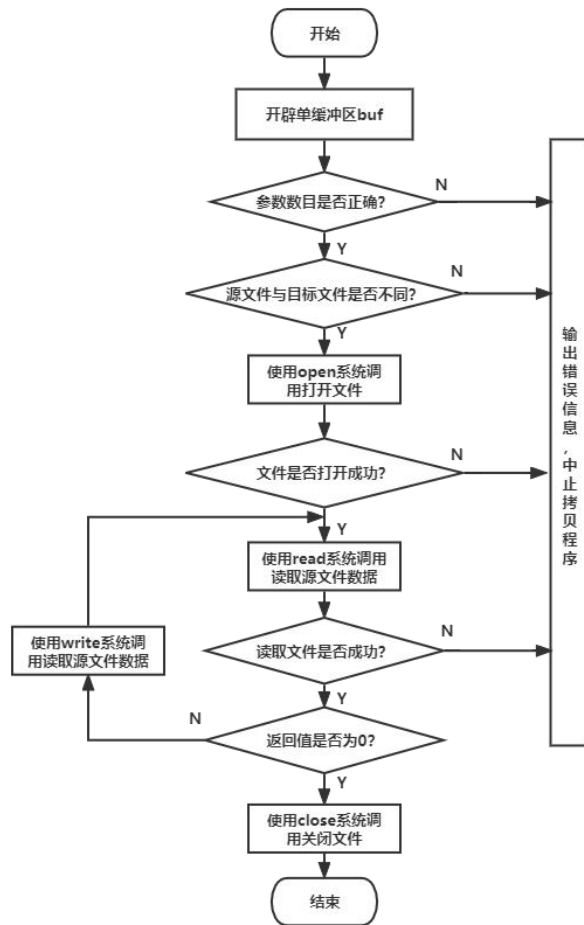 开始
开辟单缓冲区buf
参数数目是否正确?
N
Y
源文件与目标文件是否不同?
N
Y
使用open系统调
用打开文件
文件是否打开成功?
N
Y
使用read系统调用
读取源文件数据
使用write系统调
用读取源文件数据
读取文件是否成功?
N
Y
返回值是否为0?
N
Y
使用close系统调
用关闭文件
结束
输出错误信息,中止拷贝程序